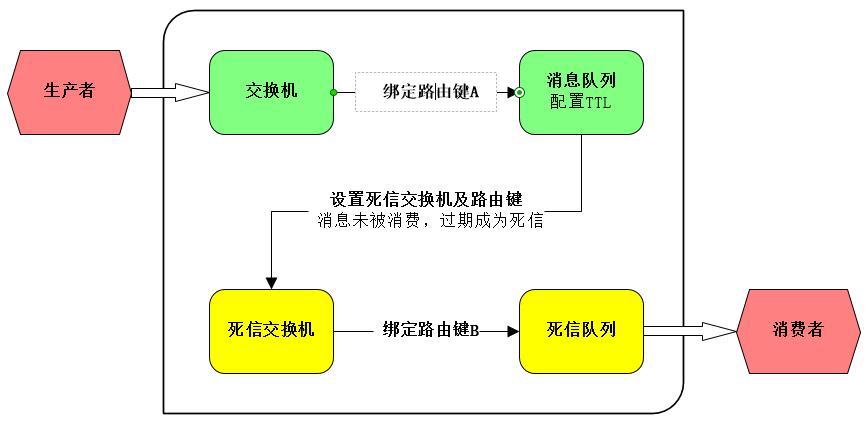 生产者
交换机
绑定路由键A
消息队列
配置TTL
设置死信交换机及路由键
消息未被消费，过期成为死信
死信交换机
绑定路由键B
死信队列
消费者